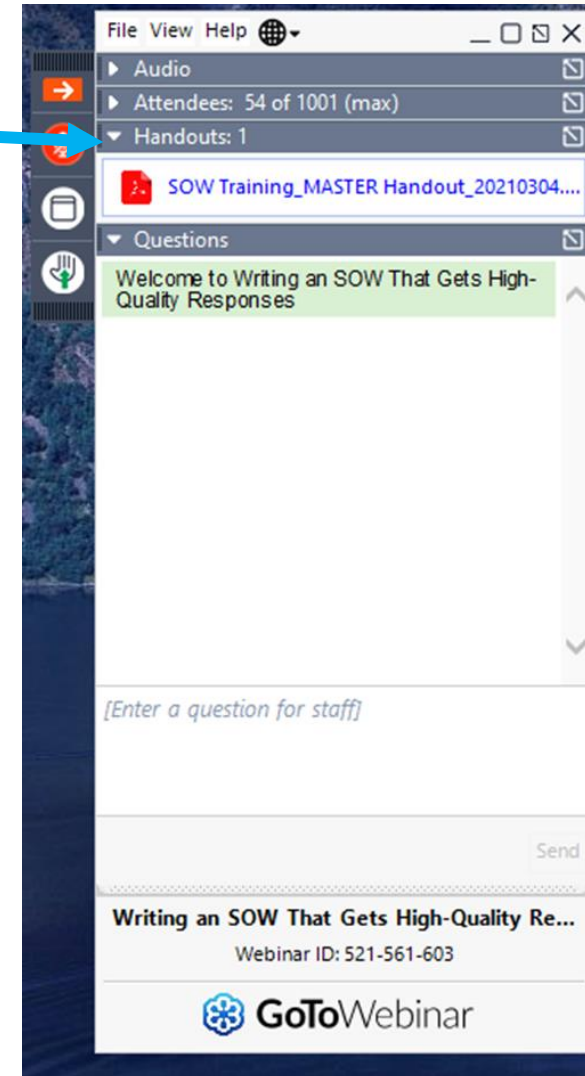 File View Help
Audio
Attendees: 54 of 1001 (max)
Handouts: 1
SOW Training_MASTER Handout_20210304....
Questions
Welcome to Writing an SOW That Gets High-
Quality Responses
[Enter a question for staff]
Send
Writing an SOW That Gets High-Quality Re...
Webinar ID: 521-561-603
GoToWebinar